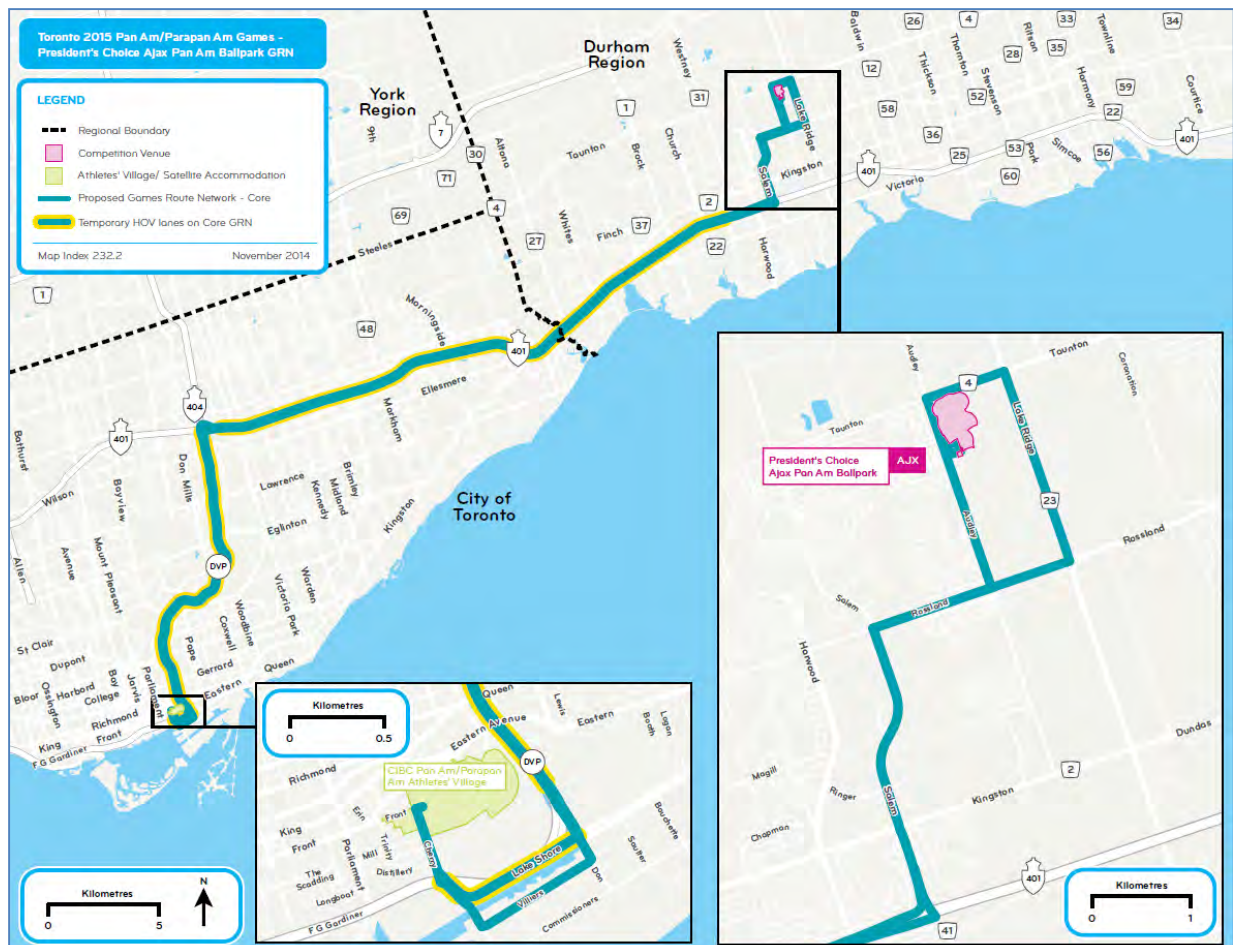 Toronto 2015 Pan Am/Parapan Am Games –
President's Choice Ajax Pan Am Ballpark GRN
LEGEND
Regional Boundary
Competition Venue
Athletes' Village/ Satellite Accommodation
Proposed Games Route Network - Core
Temporary HOV lanes on Core GRN
Map Index 232.2
November 2014
York
Region
Durham
Region
City of
Toronto
9th
7
30
71
69
4
Altona
Steeles
1
48
Morningside
401
Ellesmere
Markham
404
401
Bathurst
Wilson
Bayview
Don Mills
Allen
Avenue
Mount Pleasant
Lawrence
Eglinton
Kennedy
Midland
Brimley
Kingston
DVP
Warden
Victoria Park
Woodbine
Coxwell
Pape
Gerrard
Queen
Eastern
St Clair
Dupont
Bloor
Ossington
Harbord
College
Bay
Jarvis
Parliament
Richmond
Front
King
F G Gardiner
Taunton
Whites
27
Finch
37
Brock
1
Church
Westney
31
2
22
Harwood
Salem
Kingston
Lake Ridge
Baldwin
12
26
Thickson
4
Thornton
Stevenson
52
28
Ritson
33
35
Townline
Harmony
34
59
22
Courtice
58
36
25
53
Park
Simcoe
56
60
401
401
Victoria
Kilometres
0
5
N
Kilometres
0
0.5
Queen
Eastern Avenue
Lewis
Eastern
Booth
Logan
Richmond
CIBC Pan Am/Parapan
Am Athletes' Village
DVP
Erin
Front
King
Front
Parliament
Mill
Trinity
Distillery
The
Scadding
Longboat
Cherry
Lake Shore
Villiers
Don
Bouchette
Saulter
Commissioners
F G Gardiner
Audley
4
Taunton
Coronation
Taunton
President's Choice
Ajax Pan Am Ballpark
AJX
Lake Ridge
Audley
23
Rossland
Salem
Rossland
Harwood
Magill
Ringer
Chapman
Salem
Kingston
2
Dundas
401
41
Kilometres
0
1